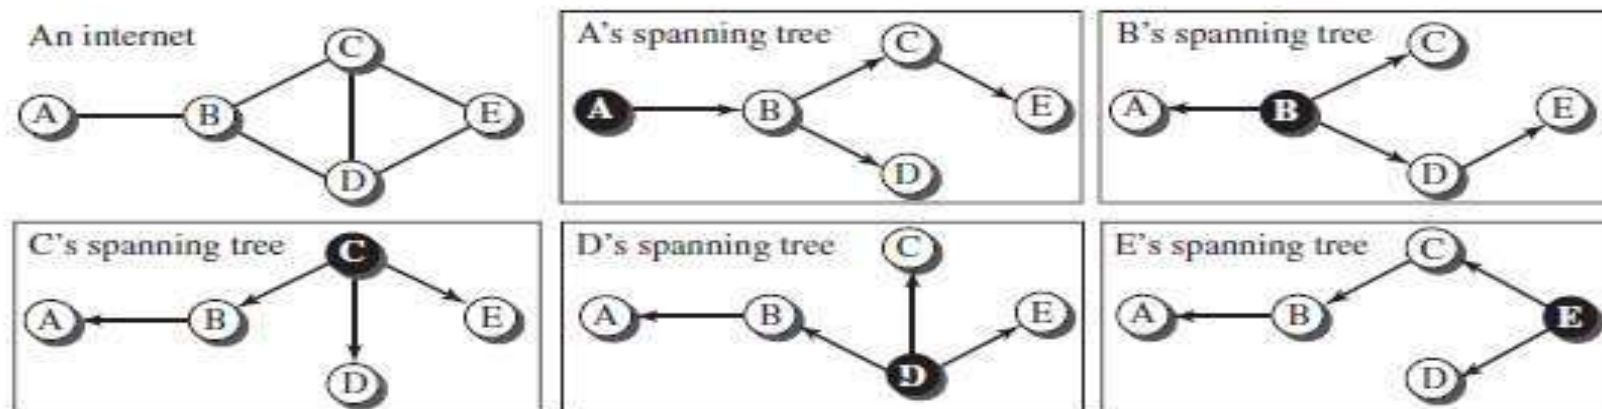 An internet
C
A
B
E
D
A's spanning tree
C
A
B
E
D
B's spanning tree
C
A
B
E
D
C's spanning tree
C
A
B
E
D
D's spanning tree
C
A
B
E
D
E's spanning tree
C
A
B
E
D